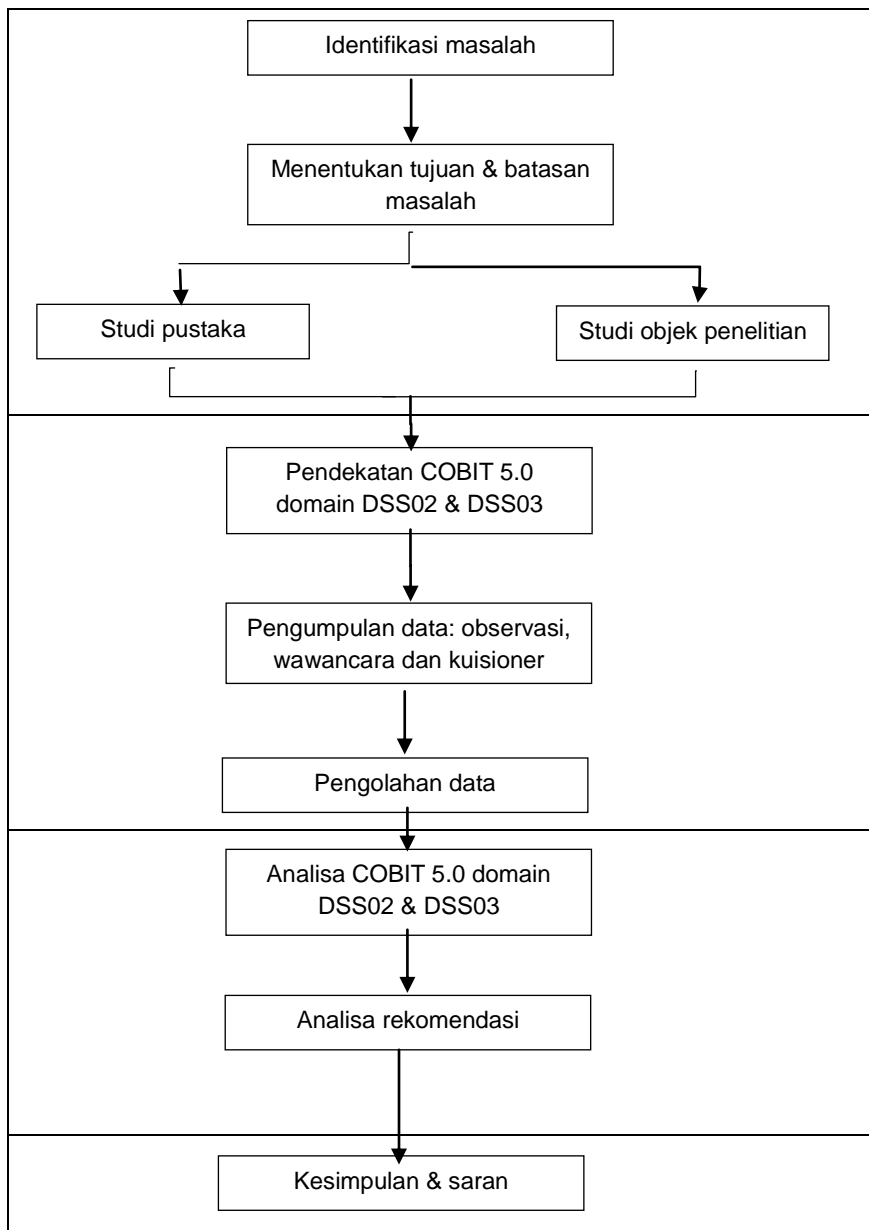 Identifikasi masalah
Menentukan tujuan & batasan
masalah
Studi pustaka
Studi objek penelitian
Pendekatan COBIT 5.0
domain DSS02 & DSS03
Pengumpulan data: observasi,
wawancara dan kuisioner
Pengolahan data
Analisa COBIT 5.0 domain
DSS02 & DSS03
Analisa rekomendasi
Kesimpulan & saran